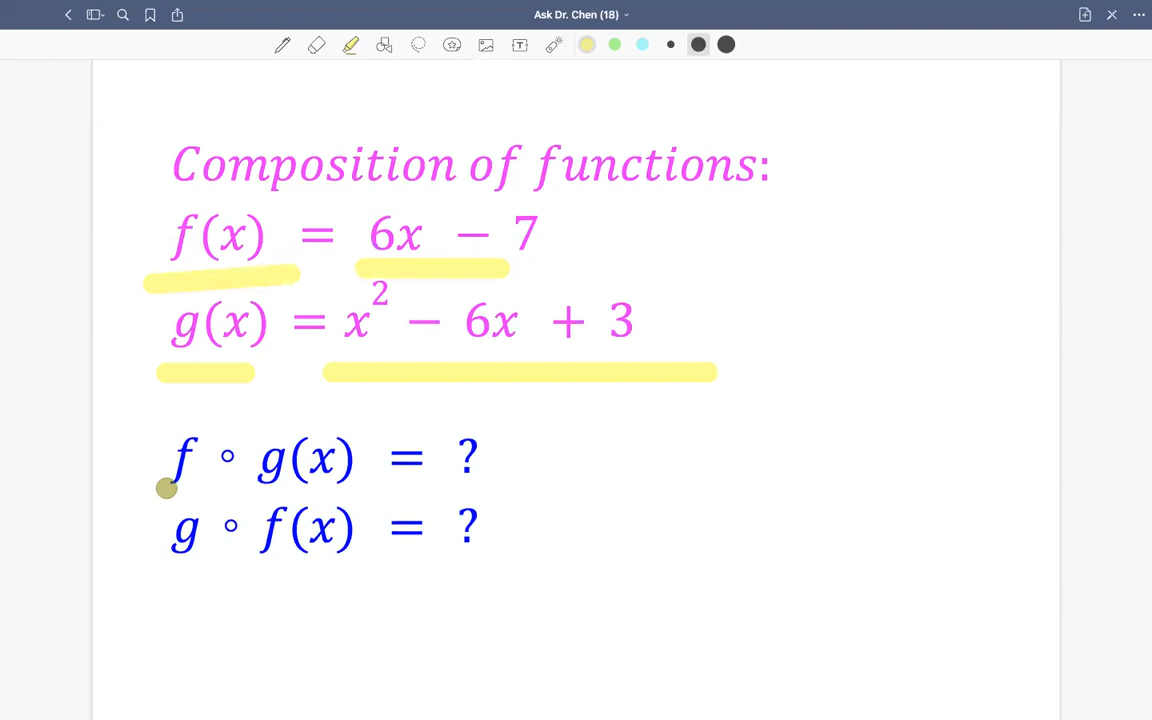 Ask Dr. Chen (18)
Composition of functions:
f(x) = 6x − 7
g(x) = x² − 6x + 3
f ∘ g(x) = ?
g ∘ f(x) = ?